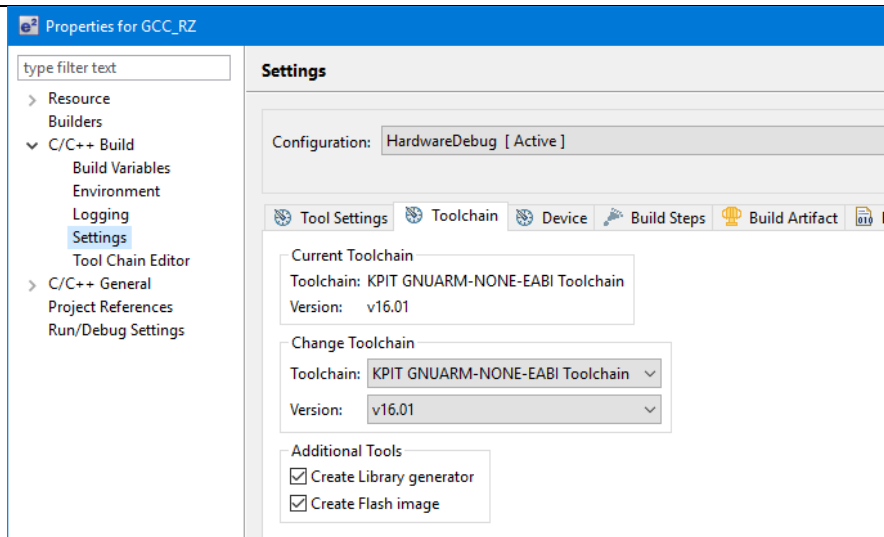 e² Properties for GCC_RZ
type filter text
Resource
Builders
C/C++ Build
Build Variables
Environment
Logging
Settings
Tool Chain Editor
C/C++ General
Project References
Run/Debug Settings
Settings
Configuration: HardwareDebug [ Active ]
Tool Settings Toolchain Device Build Steps Build Artifact
Current Toolchain
Toolchain: KPIT GNUARM-NONE-EABI Toolchain
Version: v16.01
Change Toolchain
Toolchain: KPIT GNUARM-NONE-EABI Toolchain
Version: v16.01
Additional Tools
Create Library generator
Create Flash image